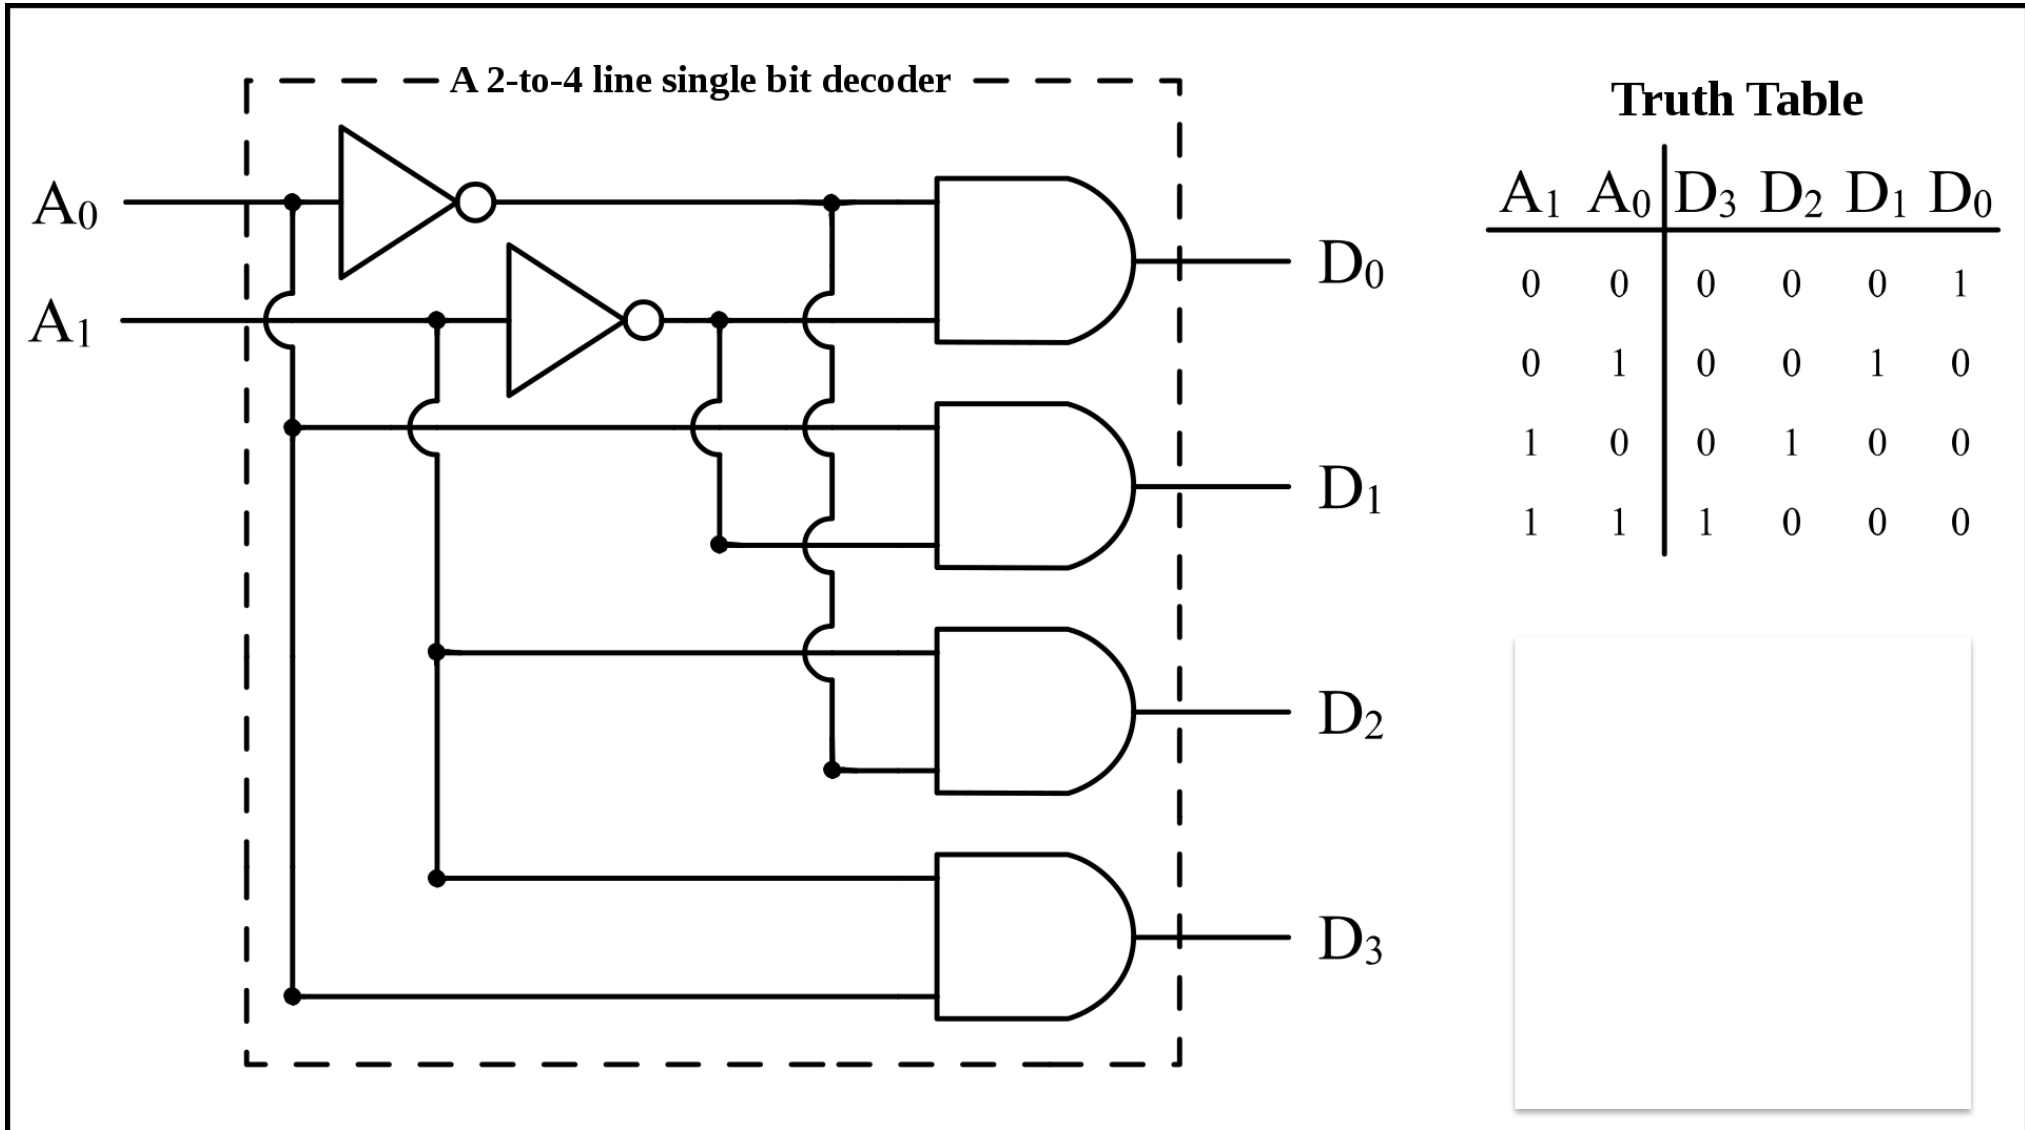 A 2-to-4 line single bit decoder
A0
A1
D0
D1
D2
D3
Truth Table
A1 A0 D3 D2 D1 D0
0 0 0 0 0 1
0 1 0 0 1 0
1 0 0 1 0 0
1 1 1 0 0 0